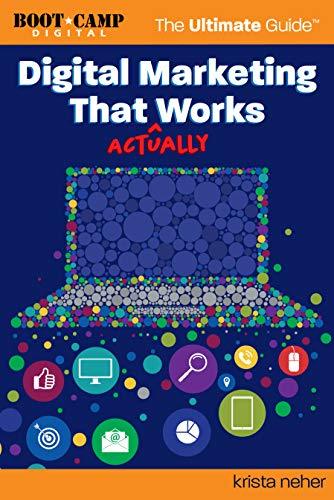 BOOT★CAMP
DIGITAL
The Ultimate Guide™
Digital Marketing
That Works
ACTUALLY
krista neher